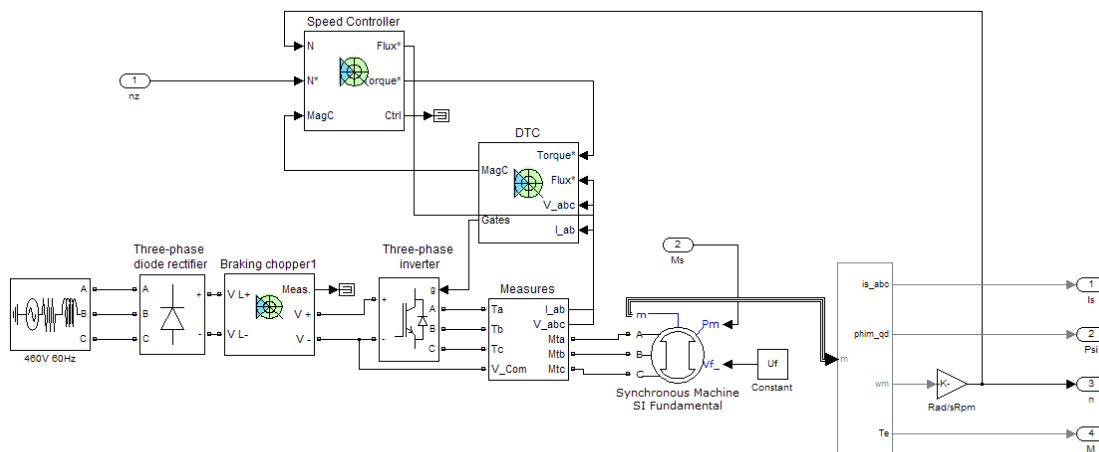 Speed Controller
N
Flux*
1
nz
N*
Torque*
MagC
Ctrl
DTC
Torque*
MagC
Flux*
V_abc
Gates
I_ab
2
Ms
Three-phase
diode rectifier
Braking chopper1
Three-phase
inverter
Measures
A
B
C
460V 60Hz
A
B
C
+
-
V L+
V L-
Meas.
V +
V -
g
+
-
A
B
C
Ta
Tb
Tc
V_Com
I_ab
V_abc
Mta
Mtb
Mtc
m
Pm
A
B
C
Vf_
Synchronous Machine
SI Fundamental
Uf
Constant
m
is_abc
phim_qd
wm
Te
-K-
Rad/sRpm
1
Is
2
Psi
3
n
4
M